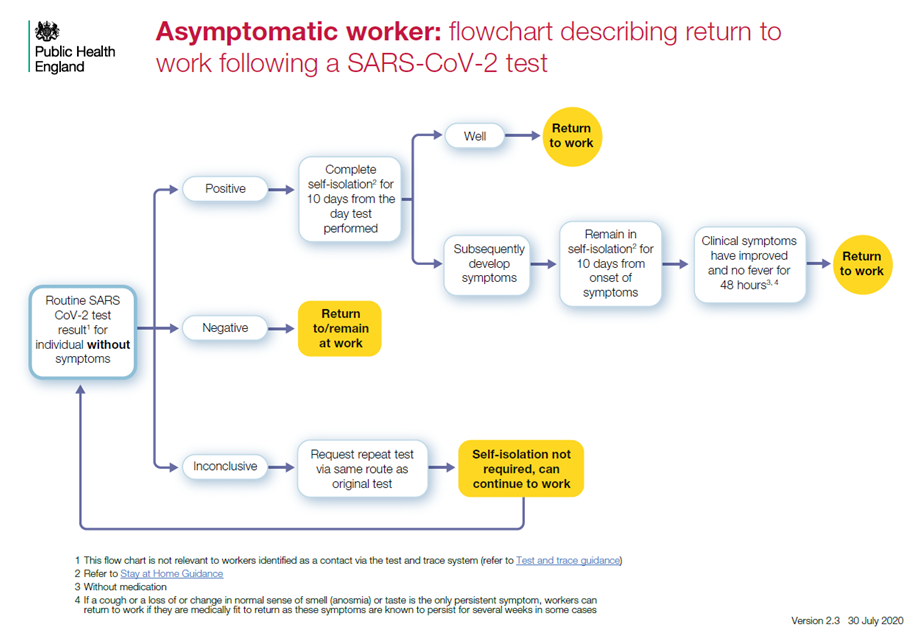 Public Health
England
Asymptomatic worker: flowchart describing return to
work following a SARS-CoV-2 test
Well
Return
to work
Positive
Complete
self-isolation² for
10 days from the
day test
performed
Subsequently
develop
symptoms
Remain in
self-isolation² for
10 days from
onset of
symptoms
Clinical symptoms
have improved
and no fever for
48 hours³, ⁴
Return
to work
Routine SARS
CoV-2 test
result¹ for
individual without
symptoms
Negative
Return
to/remain
at work
Inconclusive
Request repeat test
via same route as
original test
Self-isolation not
required, can
continue to work
1 This flow chart is not relevant to workers identified as a contact via the test and trace system (refer to Test and trace guidance)
2 Refer to Stay at Home Guidance
3 Without medication
4 If a cough or a loss of or change in normal sense of smell (anosmia) or taste is the only persistent symptom, workers can
return to work if they are medically fit to return as these symptoms are known to persist for several weeks in some cases
Version 2.3 30 July 2020